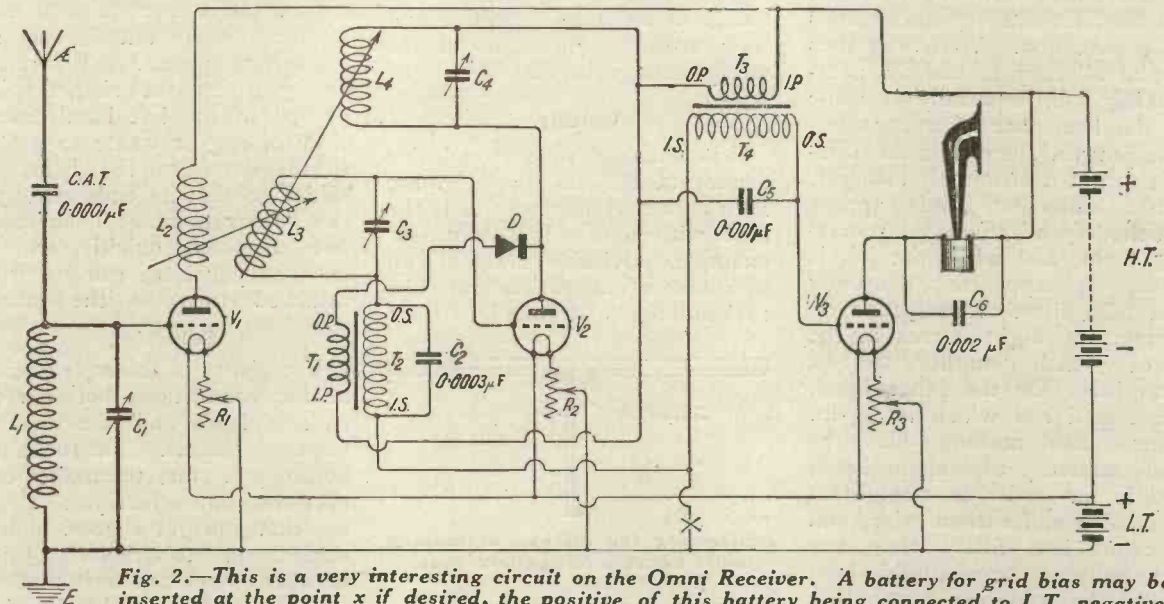 Æ
C.A.T.
0.0001μF
L1
C1
E
L2
V1
R1
L3
L4
C4
C3
D
O.P.
T1
I.P.
O.S.
T2
I.S.
C2
0.0003μF
V2
R2
O.P.
T3
I.P.
I.S.
T4
O.S.
C5
0.001μF
V3
R3
C6
0.002 μF
+
H.T.
-
+
L.T.
-
X
Fig. 2.—This is a very interesting circuit on the Omni Receiver. A battery for grid bias may be
inserted at the point x if desired, the positive of this battery being connected to L.T. negative